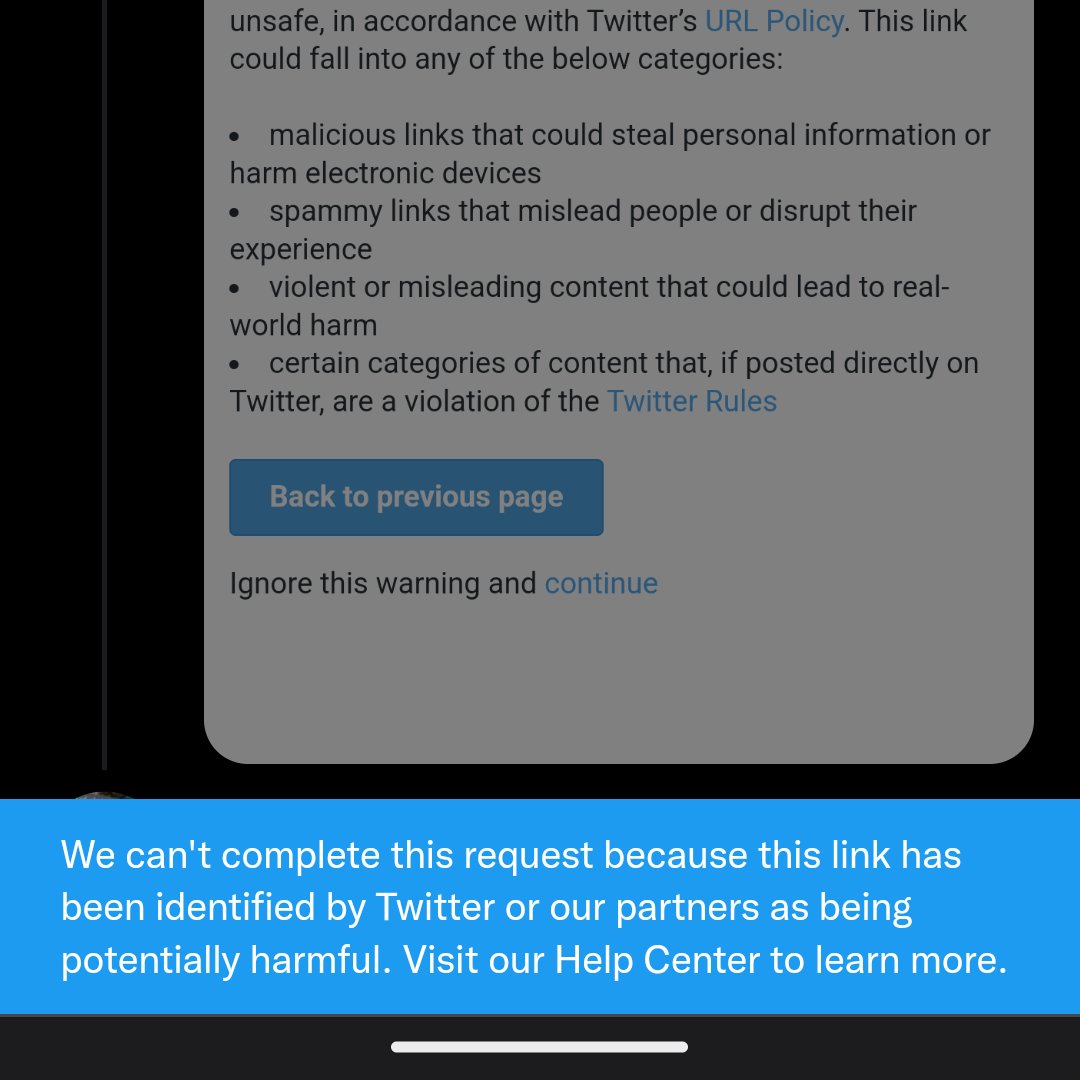 unsafe, in accordance with Twitter’s URL Policy. This link
could fall into any of the below categories:
• malicious links that could steal personal information or
harm electronic devices
• spammy links that mislead people or disrupt their
experience
• violent or misleading content that could lead to real-
world harm
• certain categories of content that, if posted directly on
Twitter, are a violation of the Twitter Rules
Back to previous page
Ignore this warning and continue
We can't complete this request because this link has
been identified by Twitter or our partners as being
potentially harmful. Visit our Help Center to learn more.